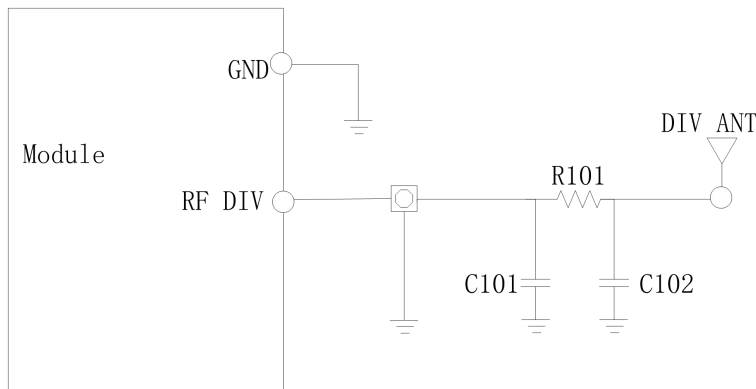 GND
DIV ANT
Module
R101
RF DIV
C101
C102